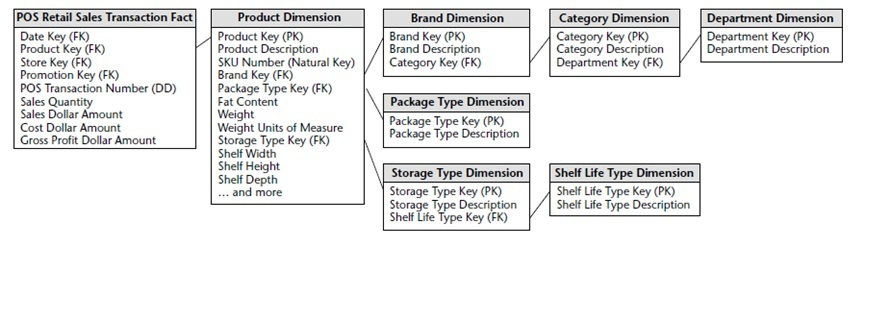 POS Retail Sales Transaction Fact
Date Key (FK)
Product Key (FK)
Store Key (FK)
Promotion Key (FK)
POS Transaction Number (DD)
Sales Quantity
Sales Dollar Amount
Cost Dollar Amount
Gross Profit Dollar Amount
Product Dimension
Product Key (PK)
Product Description
SKU Number (Natural Key)
Brand Key (FK)
Package Type Key (FK)
Fat Content
Weight
Weight Units of Measure
Storage Type Key (FK)
Shelf Width
Shelf Height
Shelf Depth
... and more
Brand Dimension
Brand Key (PK)
Brand Description
Category Key (FK)
Category Dimension
Category Key (PK)
Category Description
Department Key (FK)
Department Dimension
Department Key (PK)
Department Description
Package Type Dimension
Package Type Key (PK)
Package Type Description
Storage Type Dimension
Storage Type Key (PK)
Storage Type Description
Shelf Life Type Key (FK)
Shelf Life Type Dimension
Shelf Life Type Key (PK)
Shelf Life Type Description